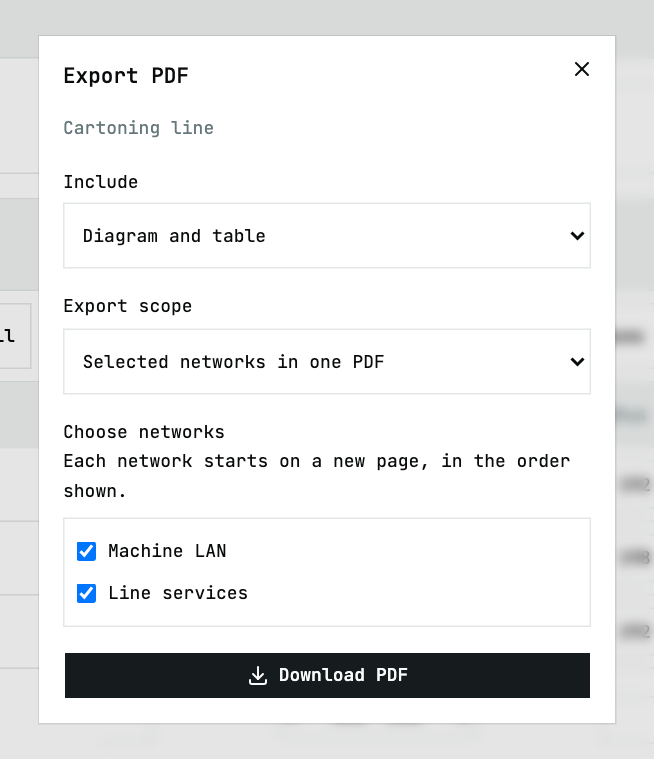 Export PDF
Cartoning line
Include
Diagram and table
Export scope
Selected networks in one PDF
Choose networks
Each network starts on a new page, in the order
shown.
Machine LAN
Line services
Download PDF